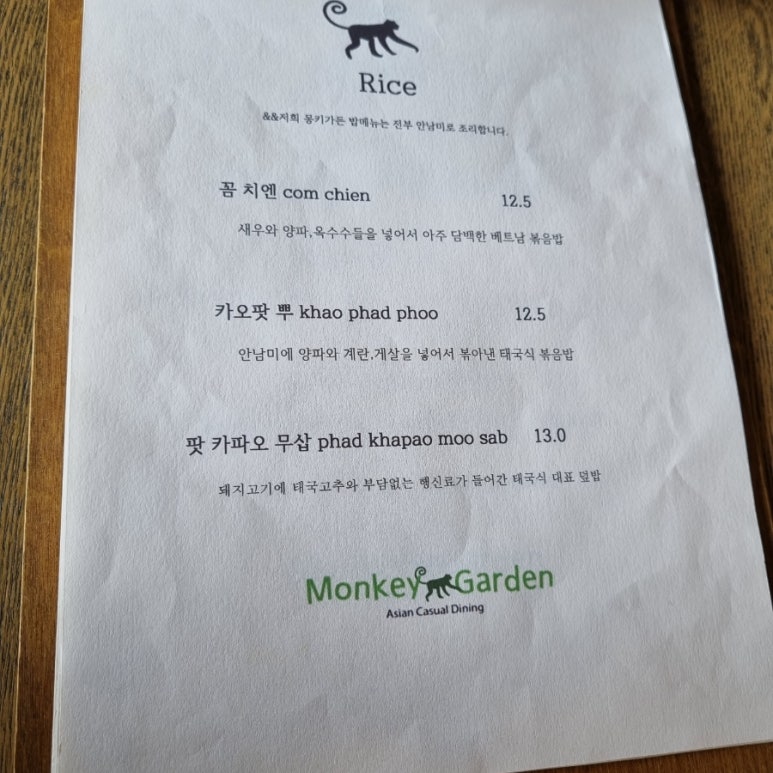 Rice
&&저희 몽키가든 밥메뉴는 전부 안남미로 조리합니다.
꼼 치엔 com chien 12.5
새우와 양파,옥수수들을 넣어서 아주 담백한 베트남 볶음밥
카오팟 뿌 khao phad phoo 12.5
안남미에 양파와 계란,게살을 넣어서 볶아낸 태국식 볶음밥
팟 카파오 무삽 phad khapao moo sab 13.0
돼지고기에 태국고추와 부담없는 행신료가 들어간 태국식 대표 덮밥
Monkey Garden
Asian Casual Dining